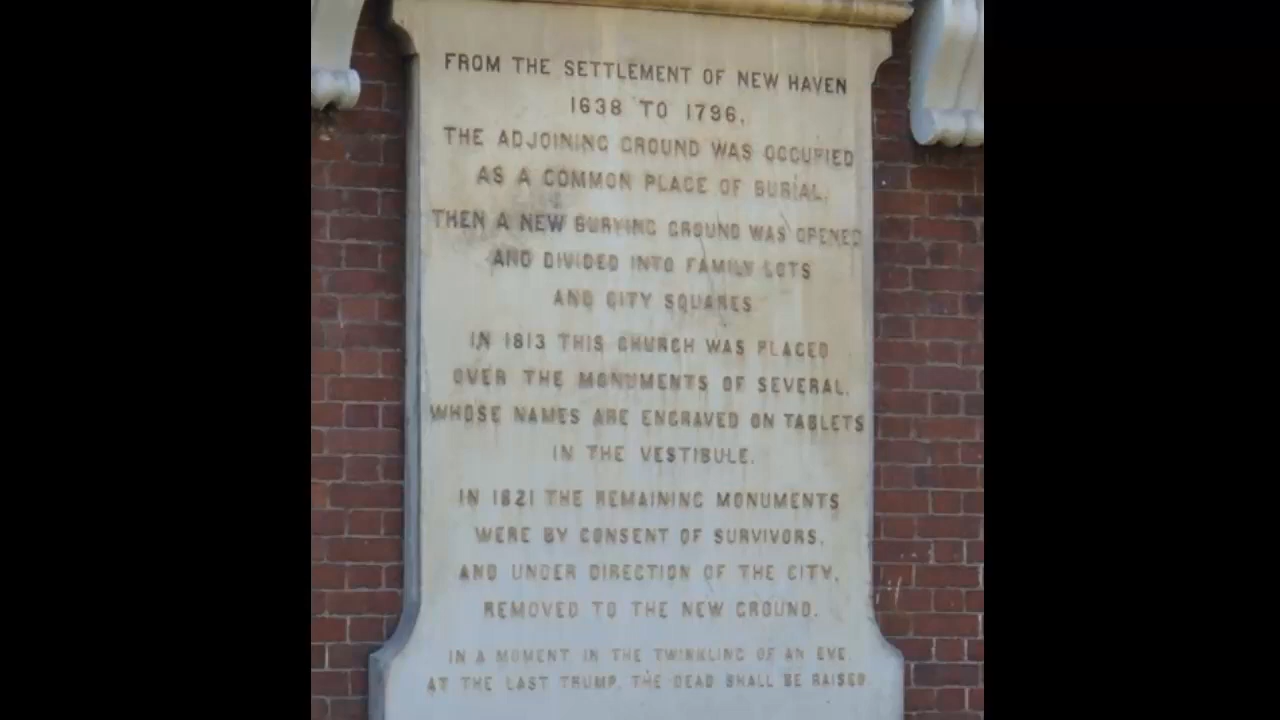 FROM THE SETTLEMENT OF NEW HAVEN
1638 TO 1796,
THE ADJOINING GROUND WAS OCCUPIED
AS A COMMON PLACE OF BURIAL,
THEN A NEW BURYING GROUND WAS OPENED
AND DIVIDED INTO FAMILY LOTS
AND CITY SQUARES
IN 1813 THIS CHURCH WAS PLACED
OVER THE MONUMENTS OF SEVERAL,
WHOSE NAMES ARE ENGRAVED ON TABLETS
IN THE VESTIBULE.
IN 1821 THE REMAINING MONUMENTS
WERE BY CONSENT OF SURVIVORS,
AND UNDER DIRECTION OF THE CITY,
REMOVED TO THE NEW GROUND.
IN A MOMENT IN THE TWINKLING OF AN EYE,
AT THE LAST TRUMP, THE DEAD SHALL BE RAISED.